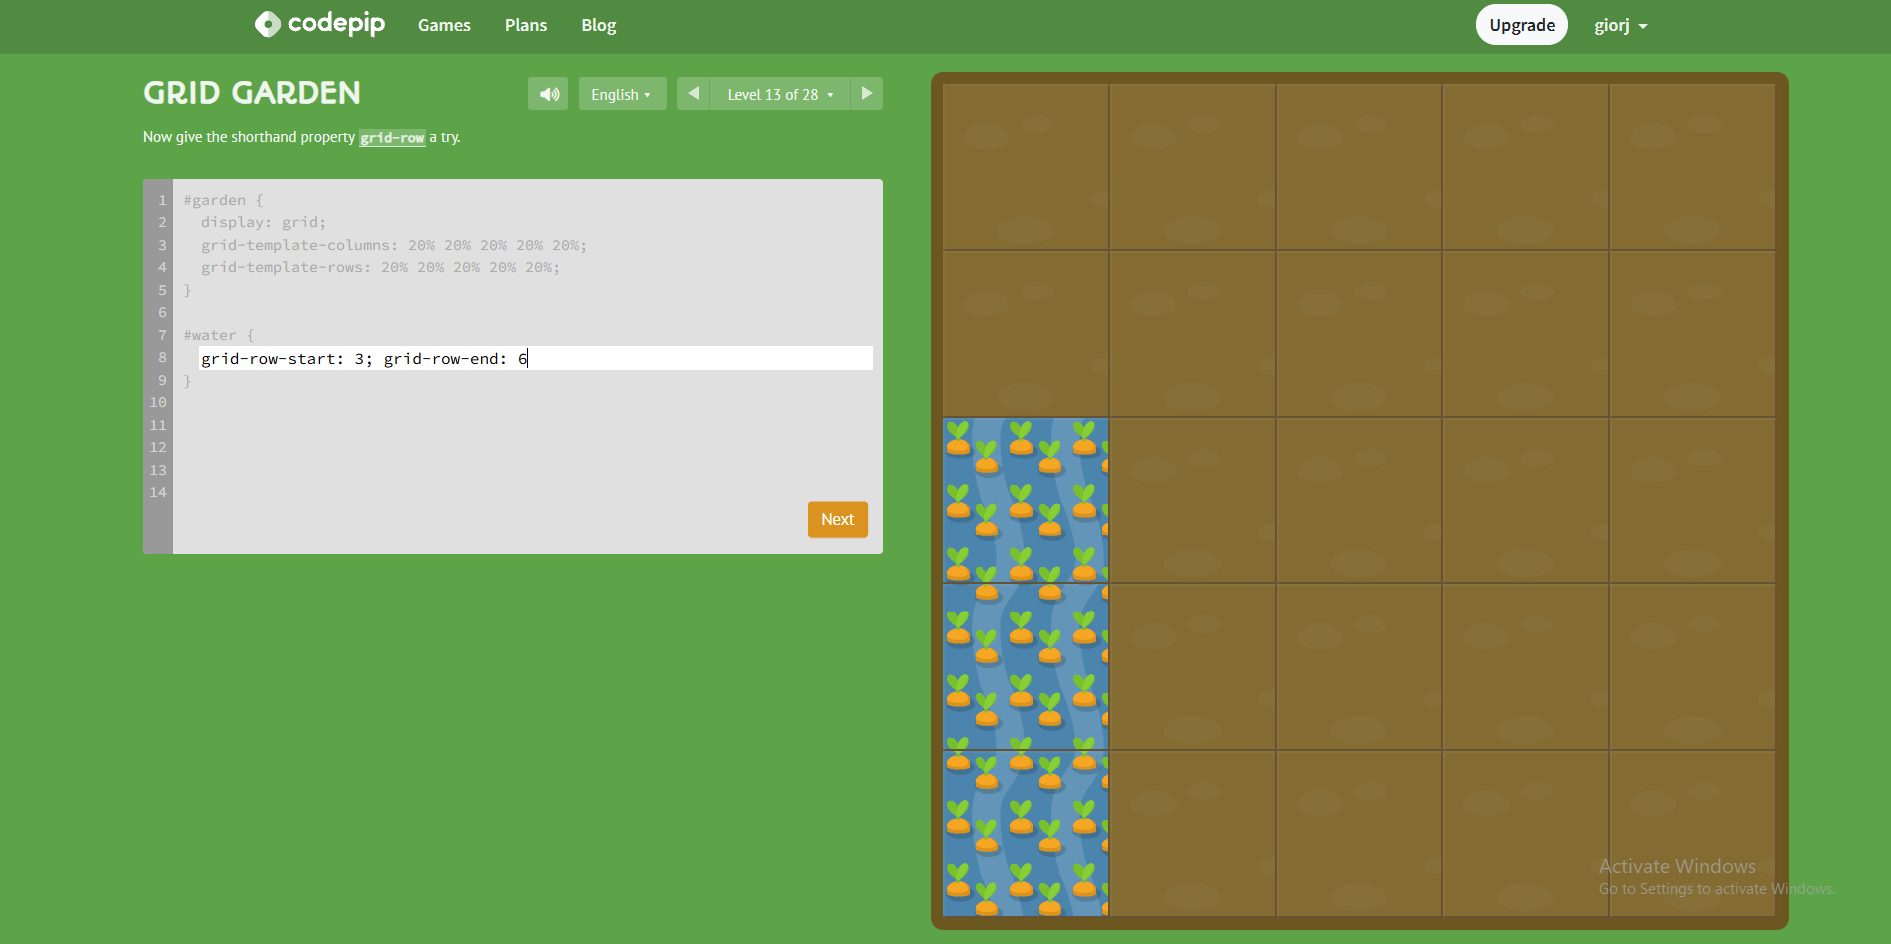 codepip Games Plans Blog Upgrade giorj
GRID GARDEN English Level 13 of 28
Now give the shorthand property grid-row a try.
1 #garden {
2 display: grid;
3 grid-template-columns: 20% 20% 20% 20% 20%;
4 grid-template-rows: 20% 20% 20% 20% 20%;
5 }
6
7 #water {
8 grid-row-start: 3; grid-row-end: 6
9 }
10
11
12
13
14
Next
Activate Windows
Go to Settings to activate Windows.